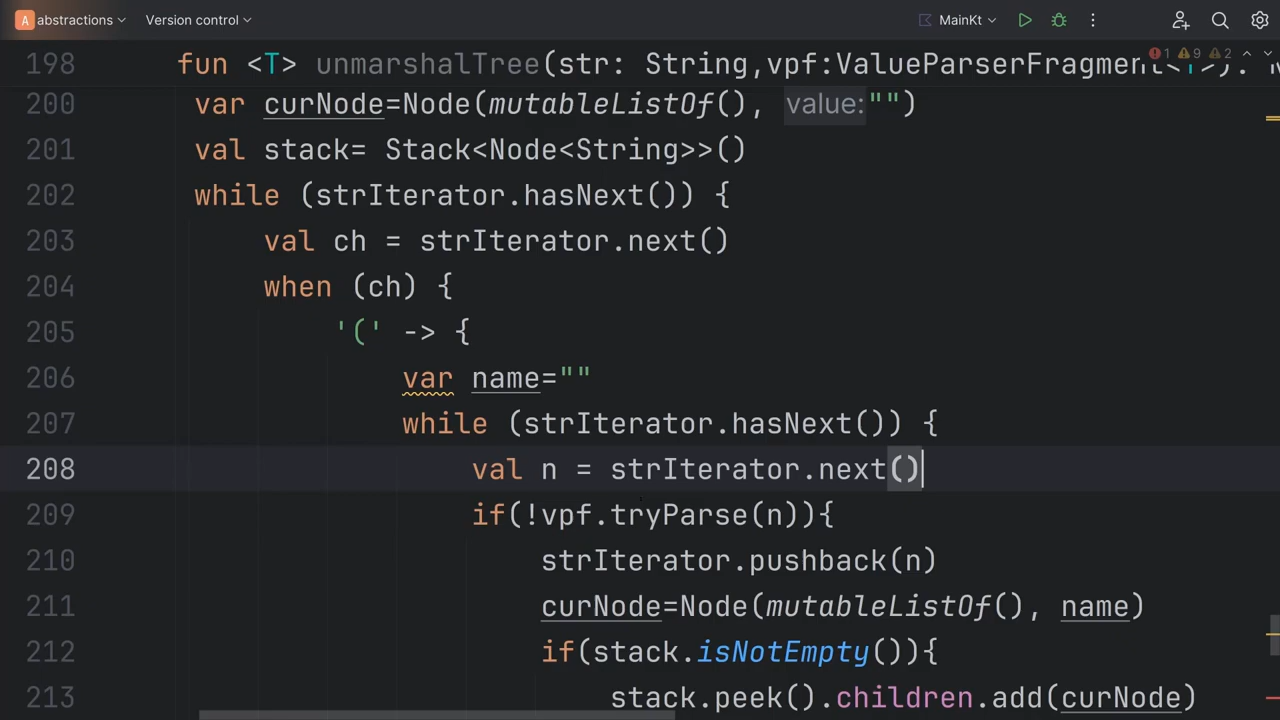 A abstractions Version control MainKt
198 fun <T> unmarshalTree(str: String,vpf:ValueParserFragment<T>):
1 9 2
200 var curNode=Node(mutableListOf(), value:"")
201 val stack= Stack<Node<String>>()
202 while (strIterator.hasNext()) {
203 val ch = strIterator.next()
204 when (ch) {
205 '(' -> {
206 var name=""
207 while (strIterator.hasNext()) {
208 val n = strIterator.next()
209 if(!vpf.tryParse(n)){
210 strIterator.pushback(n)
211 curNode=Node(mutableListOf(), name)
212 if(stack.isNotEmpty()){
213 stack.peek().children.add(curNode)